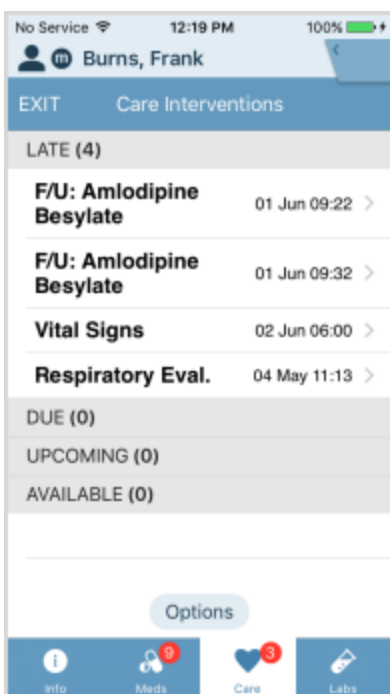 No Service 12:19 PM 100%
m Burns, Frank
EXIT Care Interventions
LATE (4)
F/U: Amlodipine
Besylate 01 Jun 09:22
F/U: Amlodipine
Besylate 01 Jun 09:32
Vital Signs 02 Jun 06:00
Respiratory Eval. 04 May 11:13
DUE (0)
UPCOMING (0)
AVAILABLE (0)
Options
9 3
Info Meds Care Labs